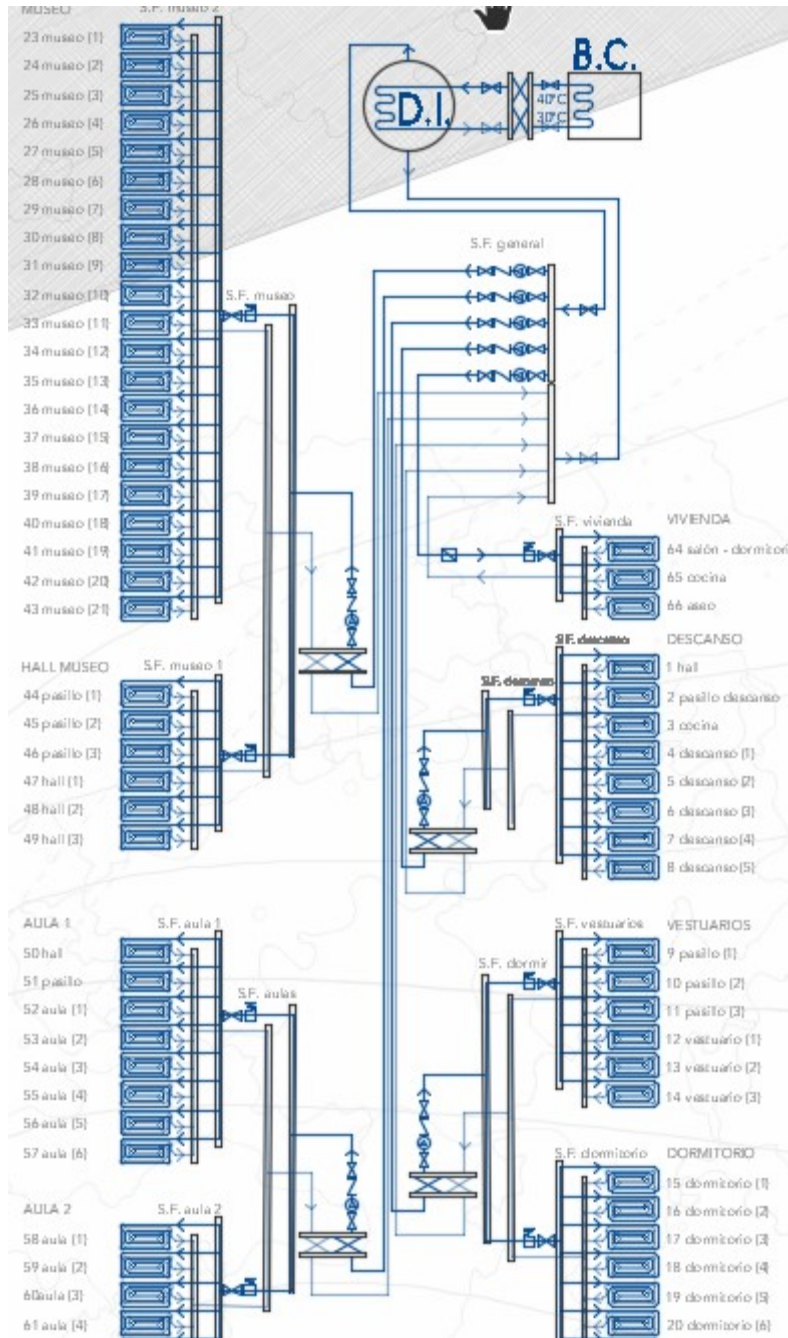 MUSEO
S.F. museo 2
23 museo (1)
24 museo (2)
25 museo (3)
26 museo (4)
27 museo (5)
28 museo (6)
29 museo (7)
30 museo (8)
31 museo (9)
32 museo (10)
33 museo (11)
34 museo (12)
35 museo (13)
36 museo (14)
37 museo (15)
38 museo (16)
39 museo (17)
40 museo (18)
41 museo (19)
42 museo (20)
43 museo (21)
S.F. museo
HALL MUSEO
S.F. museo 1
44 pasillo (1)
45 pasillo (2)
46 pasillo (3)
47 hall (1)
48 hall (2)
49 hall (3)
AULA 1
S.F. aula 1
50 hall
51 pasillo
52 aula (1)
53 aula (2)
54 aula (3)
55 aula (4)
56 aula (5)
57 aula (6)
S.F. aulas
AULA 2
S.F. aula 2
58 aula (1)
59 aula (2)
60aula (3)
61 aula (4)
D.I.
B.C.
40°C
30°C
S.F. general
S.F. vivienda
VIVIENDA
64 salón - dormitori
65 cocina
66 aseo
S.F. descanso
DESCANSO
S.F. descanso
1 hall
2 pasillo descanso
3 cocina
4 descanso (1)
5 descanso (2)
6 descanso (3)
7 descanso (4)
8 descanso (5)
S.F. vestuarios
VESTUARIOS
S.F. dormir
9 pasillo (1)
10 pasillo (2)
11 pasillo (3)
12 vestuario (1)
13 vestuario (2)
14 vestuario (3)
S.F. dormitorio
DORMITORIO
15 dormitorio (1)
16 dormitorio (2)
17 dormitorio (3)
18 dormitorio (4)
19 dormitorio (5)
20 dormitorio (6)